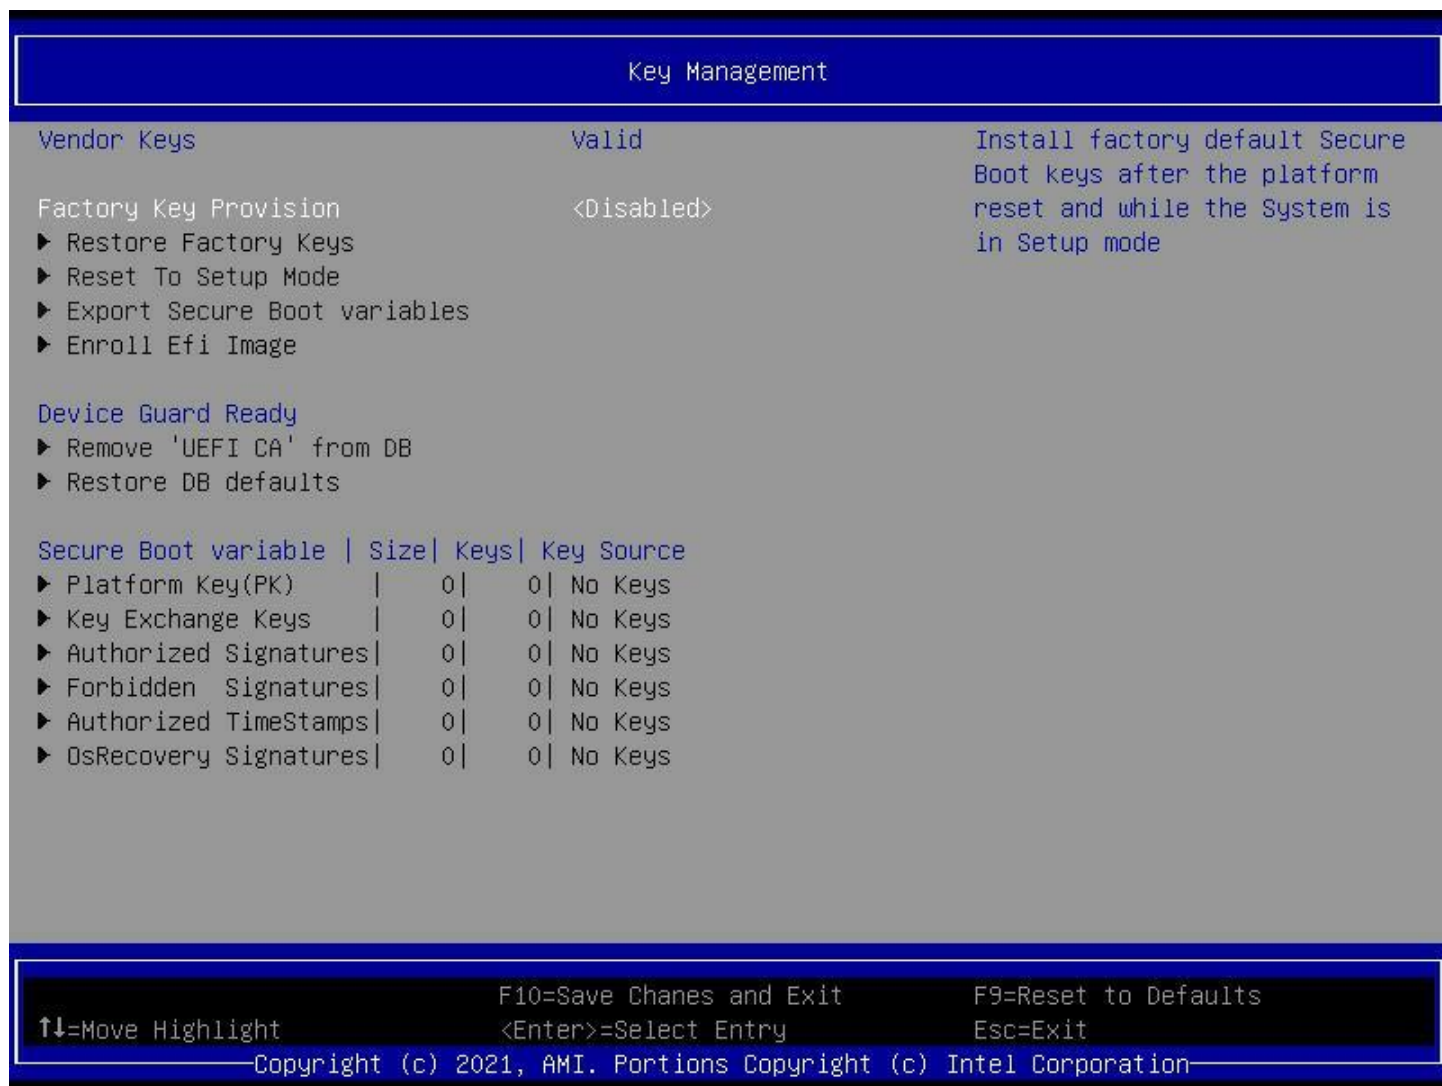 Key Management
Vendor Keys Valid
Factory Key Provision <Disabled>
▶ Restore Factory Keys
▶ Reset To Setup Mode
▶ Export Secure Boot variables
▶ Enroll Efi Image
Device Guard Ready
▶ Remove 'UEFI CA' from DB
▶ Restore DB defaults
Secure Boot variable | Size| Keys| Key Source
▶ Platform Key(PK) | 0| 0| No Keys
▶ Key Exchange Keys | 0| 0| No Keys
▶ Authorized Signatures| 0| 0| No Keys
▶ Forbidden Signatures| 0| 0| No Keys
▶ Authorized TimeStamps| 0| 0| No Keys
▶ OsRecovery Signatures| 0| 0| No Keys
Install factory default Secure
Boot keys after the platform
reset and while the System is
in Setup mode
F10=Save Chanes and Exit F9=Reset to Defaults
↑↓=Move Highlight <Enter>=Select Entry Esc=Exit
Copyright (c) 2021, AMI. Portions Copyright (c) Intel Corporation